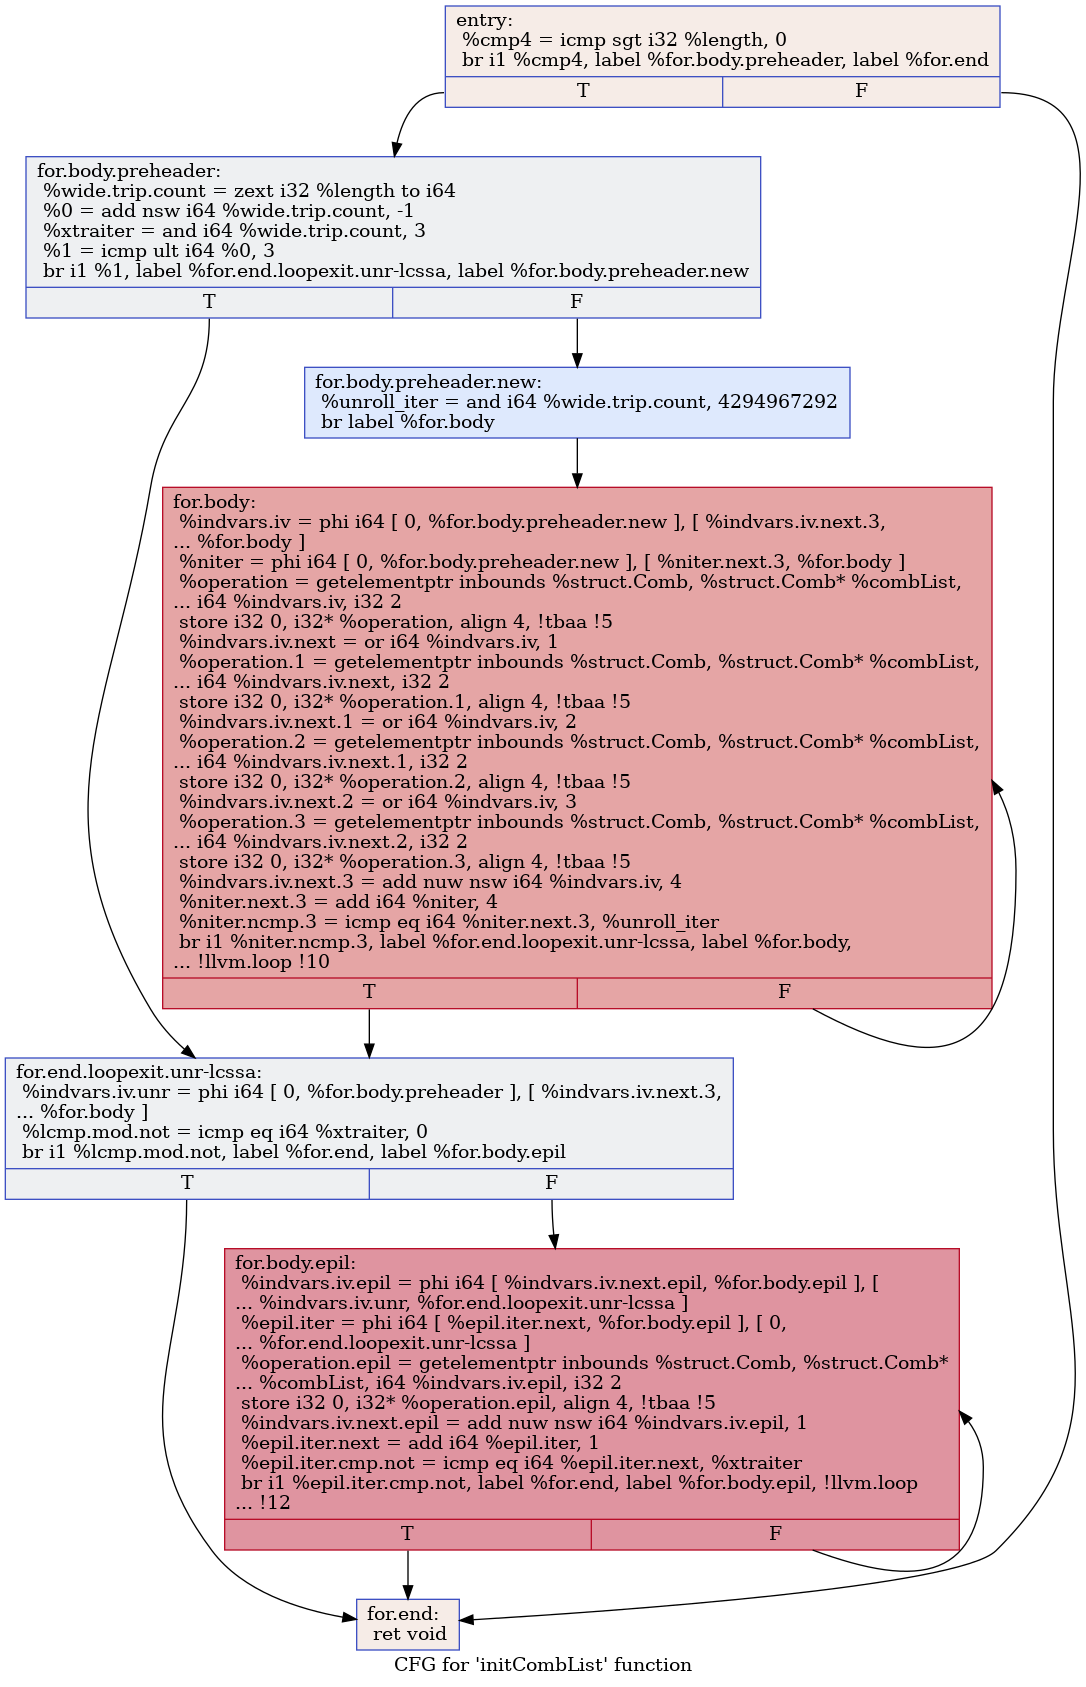 entry:
%cmp4 = icmp sgt i32 %length, 0
br i1 %cmp4, label %for.body.preheader, label %for.end
T F
for.body.preheader:
%wide.trip.count = zext i32 %length to i64
%0 = add nsw i64 %wide.trip.count, -1
%xtraiter = and i64 %wide.trip.count, 3
%1 = icmp ult i64 %0, 3
br i1 %1, label %for.end.loopexit.unr-lcssa, label %for.body.preheader.new
T F
for.body.preheader.new:
%unroll_iter = and i64 %wide.trip.count, 4294967292
br label %for.body
for.body:
%indvars.iv = phi i64 [ 0, %for.body.preheader.new ], [ %indvars.iv.next.3,
... %for.body ]
%niter = phi i64 [ 0, %for.body.preheader.new ], [ %niter.next.3, %for.body ]
%operation = getelementptr inbounds %struct.Comb, %struct.Comb* %combList,
... i64 %indvars.iv, i32 2
store i32 0, i32* %operation, align 4, !tbaa !5
%indvars.iv.next = or i64 %indvars.iv, 1
%operation.1 = getelementptr inbounds %struct.Comb, %struct.Comb* %combList,
... i64 %indvars.iv.next, i32 2
store i32 0, i32* %operation.1, align 4, !tbaa !5
%indvars.iv.next.1 = or i64 %indvars.iv, 2
%operation.2 = getelementptr inbounds %struct.Comb, %struct.Comb* %combList,
... i64 %indvars.iv.next.1, i32 2
store i32 0, i32* %operation.2, align 4, !tbaa !5
%indvars.iv.next.2 = or i64 %indvars.iv, 3
%operation.3 = getelementptr inbounds %struct.Comb, %struct.Comb* %combList,
... i64 %indvars.iv.next.2, i32 2
store i32 0, i32* %operation.3, align 4, !tbaa !5
%indvars.iv.next.3 = add nuw nsw i64 %indvars.iv, 4
%niter.next.3 = add i64 %niter, 4
%niter.ncmp.3 = icmp eq i64 %niter.next.3, %unroll_iter
br i1 %niter.ncmp.3, label %for.end.loopexit.unr-lcssa, label %for.body,
... !llvm.loop !10
T F
for.end.loopexit.unr-lcssa:
%indvars.iv.unr = phi i64 [ 0, %for.body.preheader ], [ %indvars.iv.next.3,
... %for.body ]
%lcmp.mod.not = icmp eq i64 %xtraiter, 0
br i1 %lcmp.mod.not, label %for.end, label %for.body.epil
T F
for.body.epil:
%indvars.iv.epil = phi i64 [ %indvars.iv.next.epil, %for.body.epil ], [
... %indvars.iv.unr, %for.end.loopexit.unr-lcssa ]
%epil.iter = phi i64 [ %epil.iter.next, %for.body.epil ], [ 0,
... %for.end.loopexit.unr-lcssa ]
%operation.epil = getelementptr inbounds %struct.Comb, %struct.Comb*
... %combList, i64 %indvars.iv.epil, i32 2
store i32 0, i32* %operation.epil, align 4, !tbaa !5
%indvars.iv.next.epil = add nuw nsw i64 %indvars.iv.epil, 1
%epil.iter.next = add i64 %epil.iter, 1
%epil.iter.cmp.not = icmp eq i64 %epil.iter.next, %xtraiter
br i1 %epil.iter.cmp.not, label %for.end, label %for.body.epil, !llvm.loop
... !12
T F
for.end:
ret void
CFG for 'initCombList' function